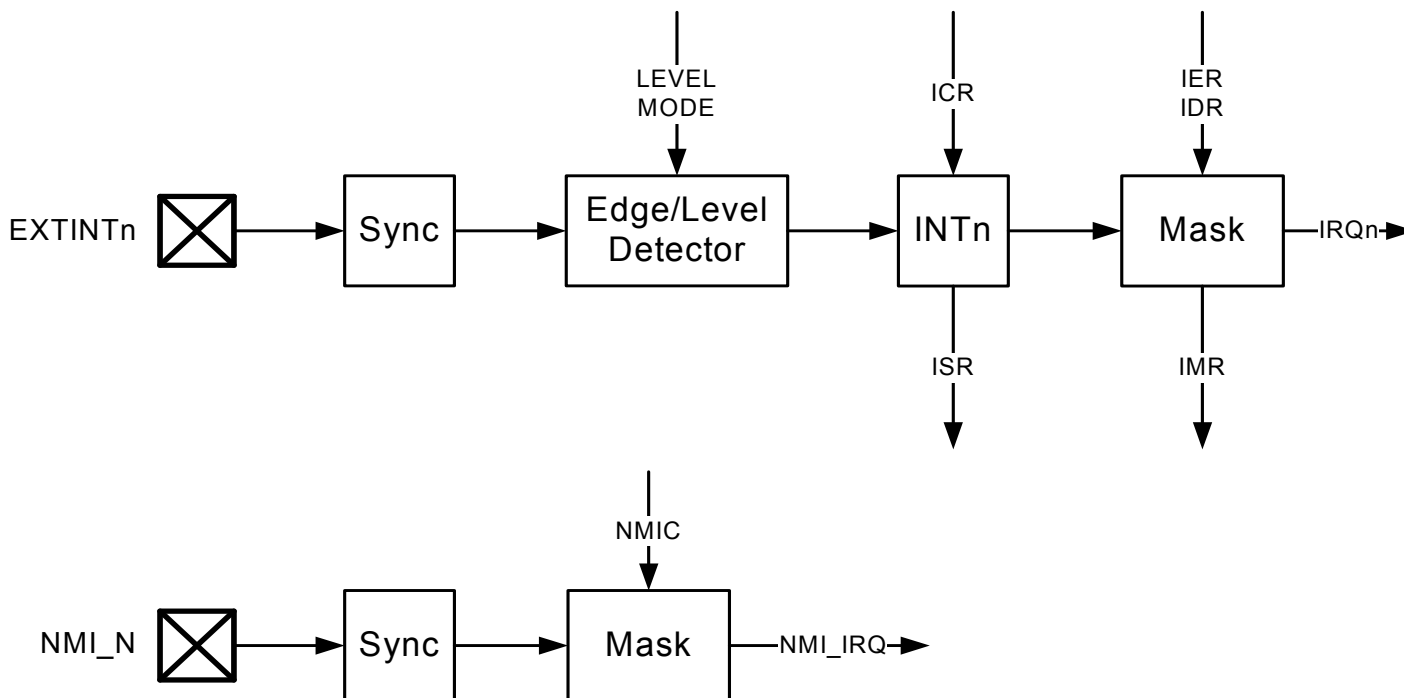 LEVEL
MODE
ICR
IER
IDR
EXTINTn
Sync
Edge/Level
Detector
INTn
Mask
IRQn
ISR
IMR
NMIC
NMI_N
Sync
Mask
NMI_IRQ